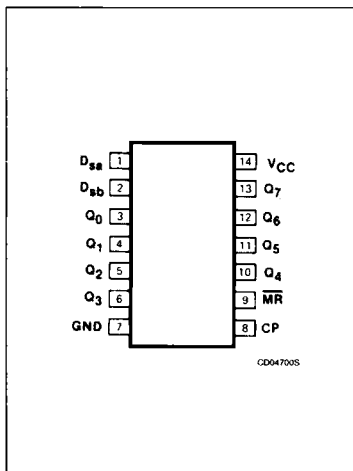 Dsa 1 14 VCC
Dsb 2 13 Q7
Q0 3 12 Q6
Q1 4 11 Q5
Q2 5 10 Q4
Q3 6 9 MR
GND 7 8 CP
CD04700S